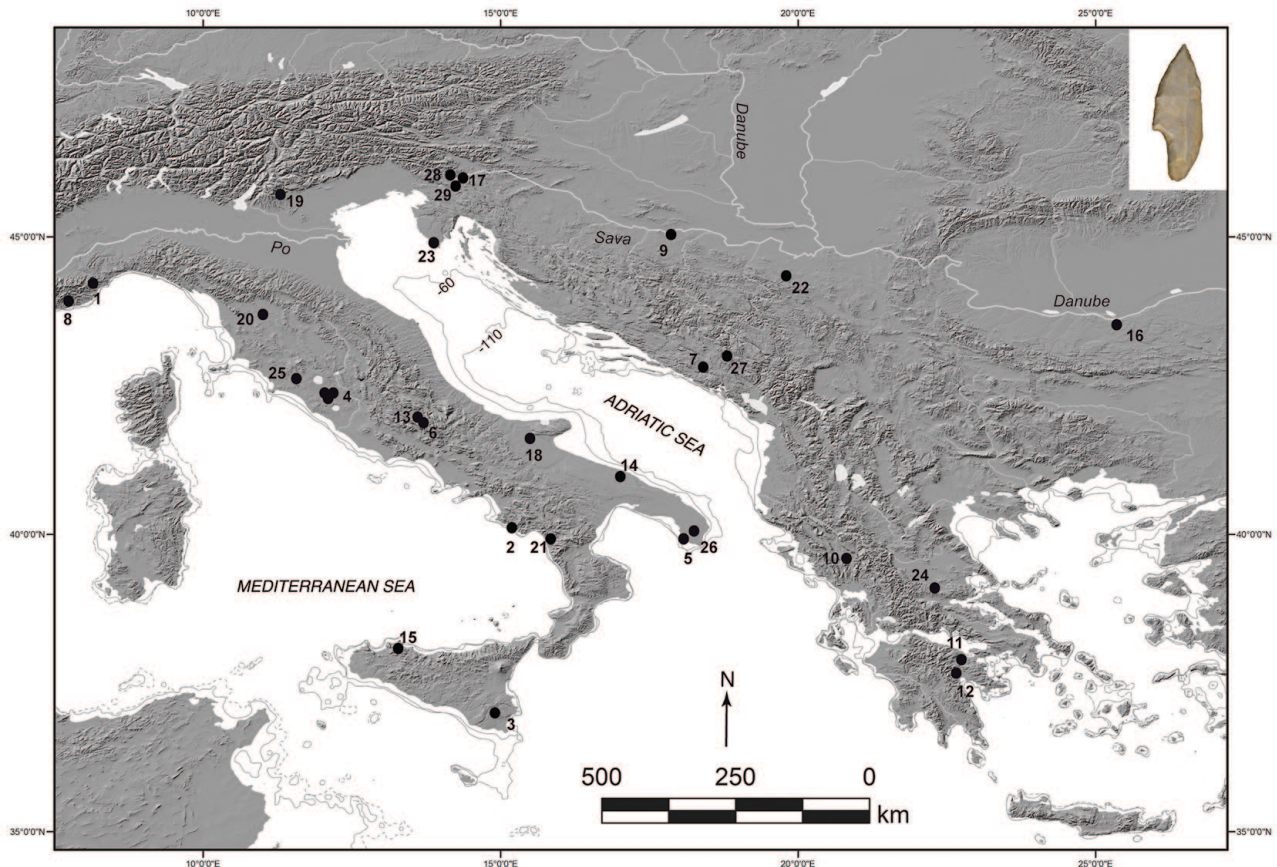 10°0'0"E
15°0'0"E
20°0'0"E
25°0'0"E
Danube
28
17
29
19
45°0'0"N
Sava
9
45°0'0"N
Po
23
1
8
22
Danube
16
-60
20
-110
7
27
25
4
ADRIATIC SEA
13
6
18
14
40°0'0"N
2
21
5
26
10
40°0'0"N
24
MEDITERRANEAN SEA
15
11
12
N
3
500
250
0
km
35°0'0"N
35°0'0"N
10°0'0"E
15°0'0"E
20°0'0"E
25°0'0"E